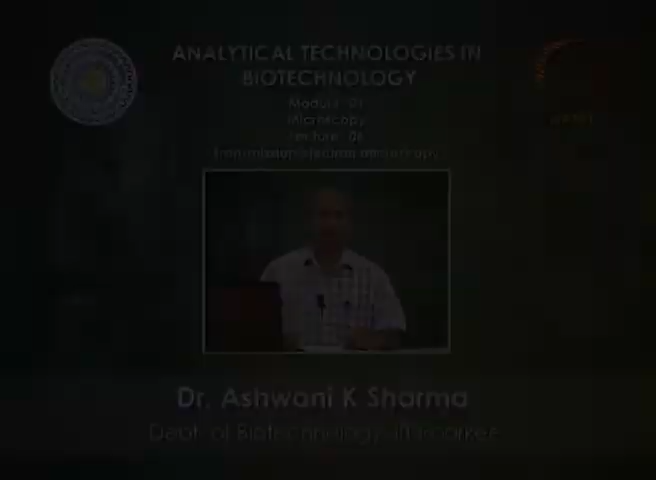 ANALYTICAL TECHNOLOGIES IN
BIOTECHNOLOGY
Module 01
Microscopy
Lecture 06
Transmission electron microscopy
Dr. Ashwani K Sharma
Dept. of Biotechnology, IIT Roorkee